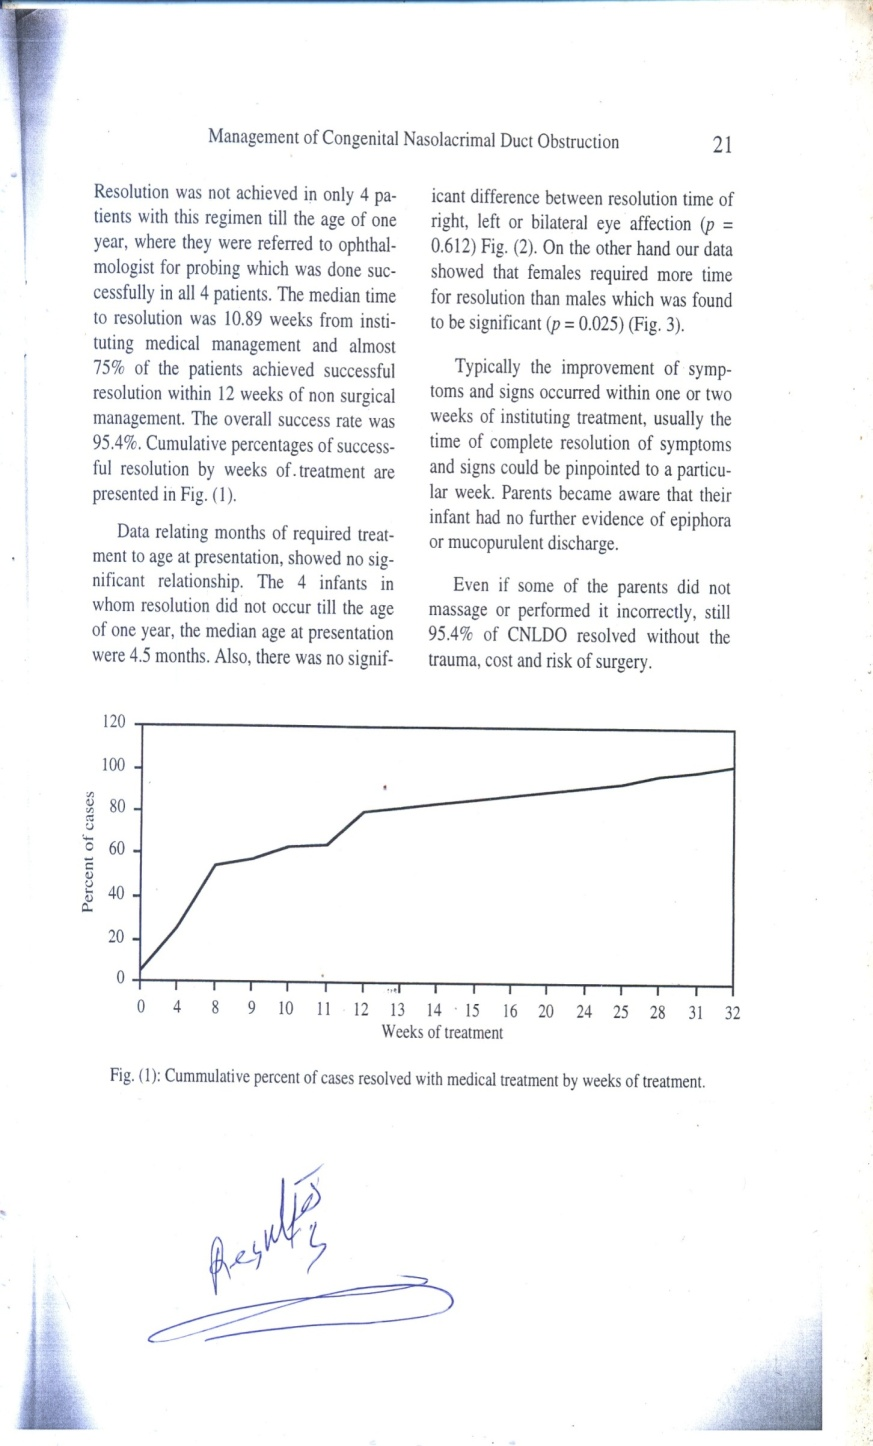 Management of Congenital Nasolacrimal Duct Obstruction 21
Resolution was not achieved in only 4 pa-
tients with this regimen till the age of one
year, where they were referred to ophthal-
mologist for probing which was done suc-
cessfully in all 4 patients. The median time
to resolution was 10.89 weeks from insti-
tuting medical management and almost
75% of the patients achieved successful
resolution within 12 weeks of non surgical
management. The overall success rate was
95.4%. Cumulative percentages of success-
ful resolution by weeks of treatment are
presented in Fig. (1).
Data relating months of required treat-
ment to age at presentation, showed no sig-
nificant relationship. The 4 infants in
whom resolution did not occur till the age
of one year, the median age at presentation
were 4.5 months. Also, there was no signif-
icant difference between resolution time of
right, left or bilateral eye affection (p =
0.612) Fig. (2). On the other hand our data
showed that females required more time
for resolution than males which was found
to be significant (p = 0.025) (Fig. 3).
Typically the improvement of symp-
toms and signs occurred within one or two
weeks of instituting treatment, usually the
time of complete resolution of symptoms
and signs could be pinpointed to a particu-
lar week. Parents became aware that their
infant had no further evidence of epiphora
or mucopurulent discharge.
Even if some of the parents did not
massage or performed it incorrectly, still
95.4% of CNLDO resolved without the
trauma, cost and risk of surgery.
120
100
80
60
40
20
0
Percent of cases
0 4 8 9 10 11 12 13 14 15 16 20 24 25 28 31 32
Weeks of treatment
Fig. (1): Cummulative percent of cases resolved with medical treatment by weeks of treatment.
Results
3